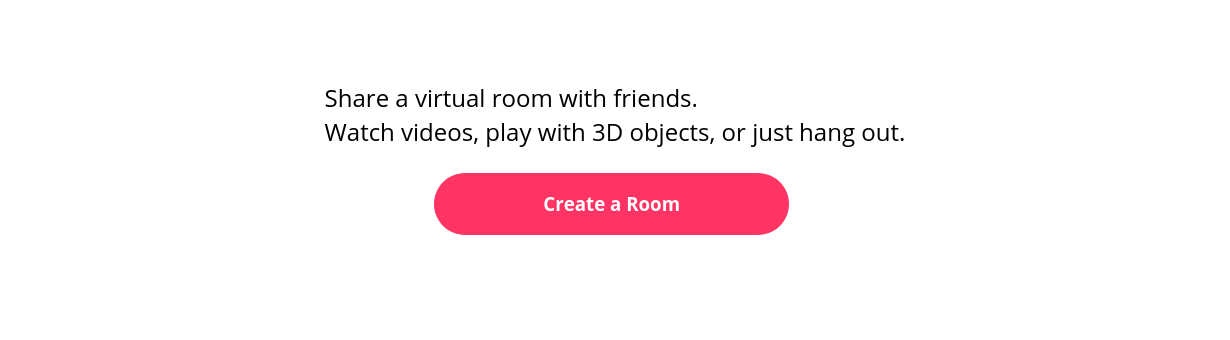 Share a virtual room with friends.
Watch videos, play with 3D objects, or just hang out.
Create a Room